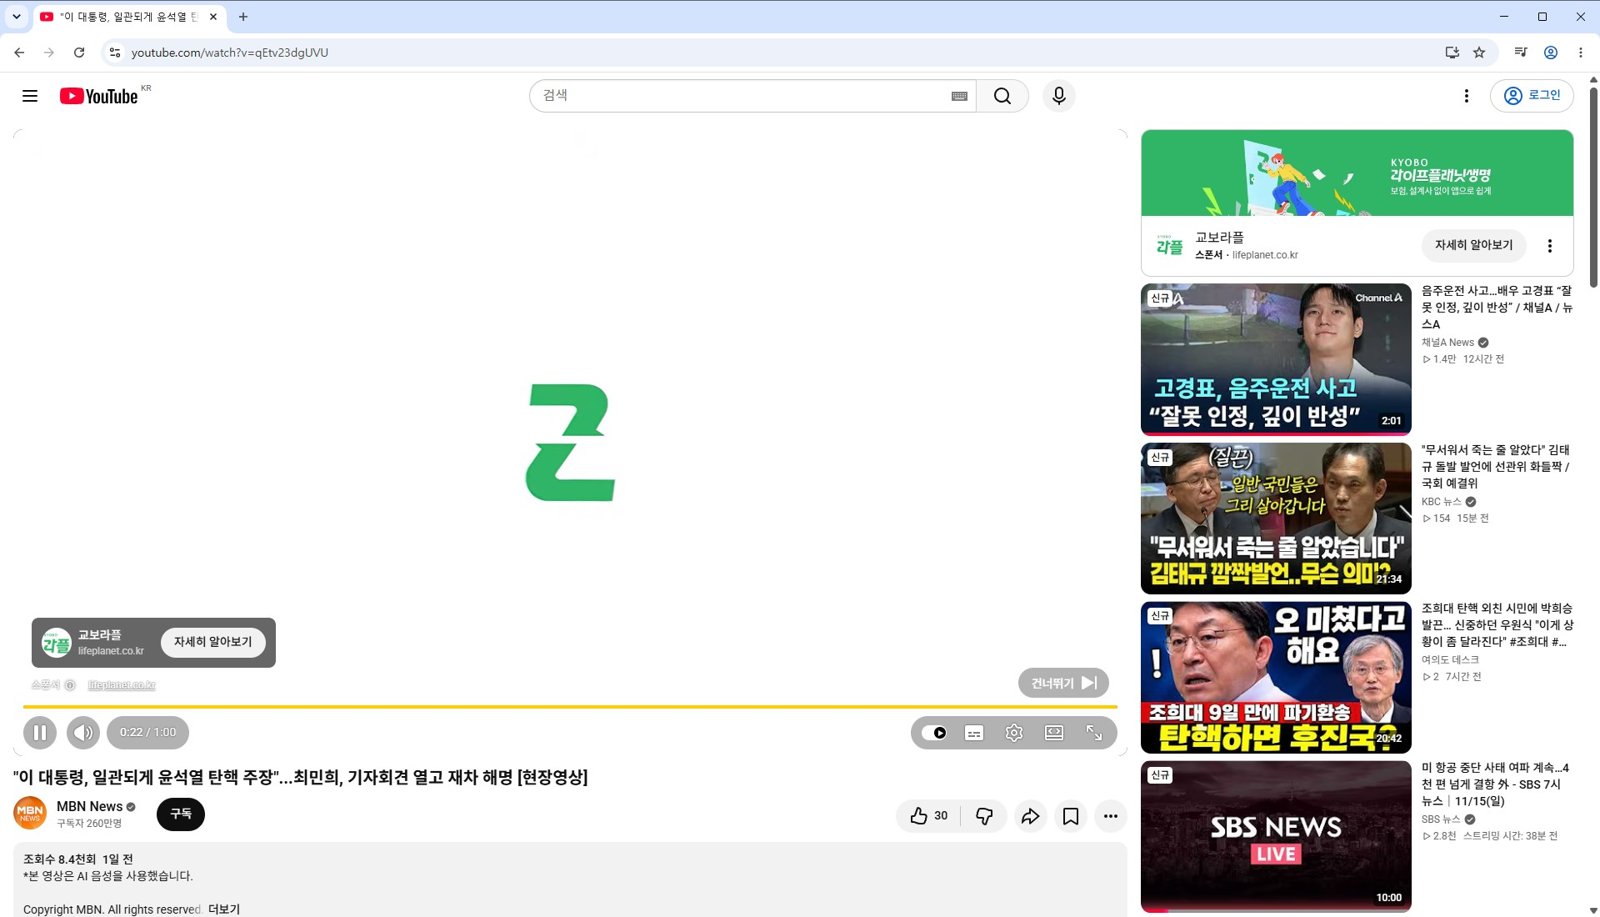 "이 대통령, 일관되게 윤석열 탄
youtube.com/watch?v=qEtv23dgUVU
YouTube KR
검색
로그인
KYOBO
라이프플래닛생명
보험, 설계사 없이 앱으로 쉽게
교보라플
스폰서 · lifeplanet.co.kr
자세히 알아보기
신규
Channel A
고경표, 음주운전 사고
“잘못 인정, 깊이 반성”
2:01
음주운전 사고…배우 고경표 “잘
못 인정, 깊이 반성” / 채널A / 뉴
스A
채널A News
1.4만 12시간 전
신규
(질끈)
일반 국민들은
그리 살아갑니다
"무서워서 죽는 줄 알았습니다"
김태규 깜짝발언..무슨 의미?
21:34
"무서워서 죽는 줄 알았다" 김태
규 돌발 발언에 선관위 화들짝 /
국회 예결위
KBC 뉴스
154 15분 전
신규
오 미쳤다고
해요
!
조희대 9일 만에 파기환송
탄핵하면 후진국?
20:42
조희대 탄핵 외친 시민에 박희승
발끈... 신중하던 우원식 "이게 상
황이 좀 달라진다" #조희대 #...
여의도 데스크
2 7시간 전
신규
SBS NEWS
LIVE
10:00
미 항공 중단 사태 여파 계속…4
천 편 넘게 결항 外 - SBS 7시
뉴스｜11/15(일)
SBS 뉴스
2.8천 스트리밍 시간: 38분 전
라플
교보라플
lifeplanet.co.kr
자세히 알아보기
스폰서 lifeplanet.co.kr
건너뛰기
0:22 / 1:00
"이 대통령, 일관되게 윤석열 탄핵 주장"...최민희, 기자회견 열고 재차 해명 [현장영상]
MBN NEWS
MBN News
구독자 260만명
구독
30
조회수 8.4천회 1일 전
*본 영상은 AI 음성을 사용했습니다.
Copyright MBN. All rights reserved. 더보기